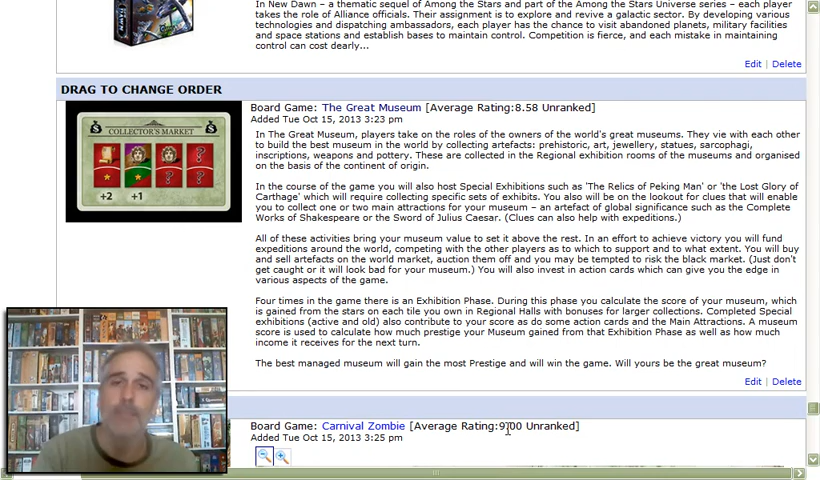 In New Dawn – a thematic sequel of Among the Stars and part of the Among the Stars Universe series – each player
takes the role of Alliance officials. Their assignment is to explore and revive a galactic sector. By developing various
technologies and dispatching ambassadors, each player has the chance to visit abandoned planets, military facilities
and space stations and establish bases to maintain control. Competition is fierce, and each mistake in maintaining
control can cost dearly...
Edit | Delete
DRAG TO CHANGE ORDER
Board Game: The Great Museum [Average Rating:8.58 Unranked]
Added Tue Oct 15, 2013 3:23 pm
COLLECTOR'S MARKET
? ?
? ?
+2 +1
In The Great Museum, players take on the roles of the owners of the world's great museums. They vie with each other
to build the best museum in the world by collecting artefacts: prehistoric, art, jewellery, statues, sarcophagi,
inscriptions, weapons and pottery. These are collected in the Regional exhibition rooms of the museums and organised
on the basis of the continent of origin.
In the course of the game you will also host Special Exhibitions such as 'The Relics of Peking Man' or 'the Lost Glory of
Carthage' which will require collecting specific sets of exhibits. You also will be on the lookout for clues that will enable
you to collect one or two main attractions for your museum – an artefact of global significance such as the Complete
Works of Shakespeare or the Sword of Julius Caesar. (Clues can also help with expeditions.)
All of these activities bring your museum value to set it above the rest. In an effort to achieve victory you will fund
expeditions around the world, competing with the other players as to which to support and to what extent. You will buy
and sell artefacts on the world market, auction them off and you may be tempted to risk the black market. (Just don't
get caught or it will look bad for your museum.) You will also invest in action cards which can give you the edge in
various aspects of the game.
Four times in the game there is an Exhibition Phase. During this phase you calculate the score of your museum, which
is gained from the stars on each tile you own in Regional Halls with bonuses for larger collections. Completed Special
exhibitions (active and old) also contribute to your score as do some action cards and the Main Attractions. A museum
score is used to calculate how much prestige your Museum gained from that Exhibition Phase as well as how much
income it receives for the next turn.
The best managed museum will gain the most Prestige and will win the game. Will yours be the great museum?
Edit | Delete
Board Game: Carnival Zombie [Average Rating:9.00 Unranked]
Added Tue Oct 15, 2013 3:25 pm